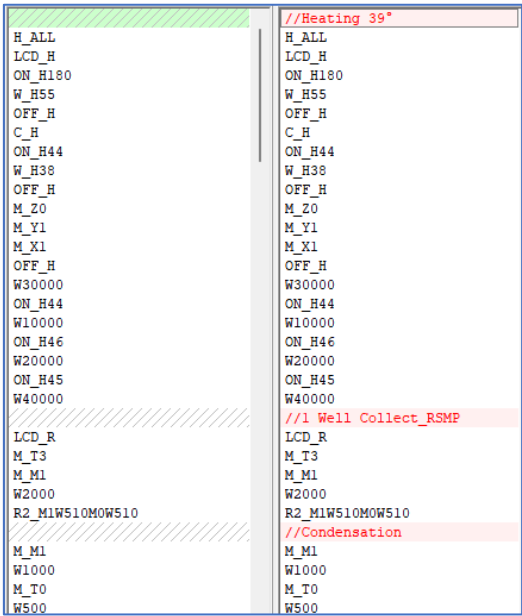 H_ALL
LCD_H
ON_H180
W_H55
OFF_H
C_H
ON_H44
W_H38
OFF_H
M_Z0
M_Y1
M_X1
OFF_H
W30000
ON_H44
W10000
ON_H46
W20000
ON_H45
W40000
LCD_R
M_T3
M_M1
W2000
R2_M1W510M0W510
M_M1
W1000
M_T0
W500
//Heating 39°
H_ALL
LCD_H
ON_H180
W_H55
OFF_H
C_H
ON_H44
W_H38
OFF_H
M_Z0
M_Y1
M_X1
OFF_H
W30000
ON_H44
W10000
ON_H46
W20000
ON_H45
W40000
//1 Well Collect_RSMP
LCD_R
M_T3
M_M1
W2000
R2_M1W510M0W510
//Condensation
M_M1
W1000
M_T0
W500